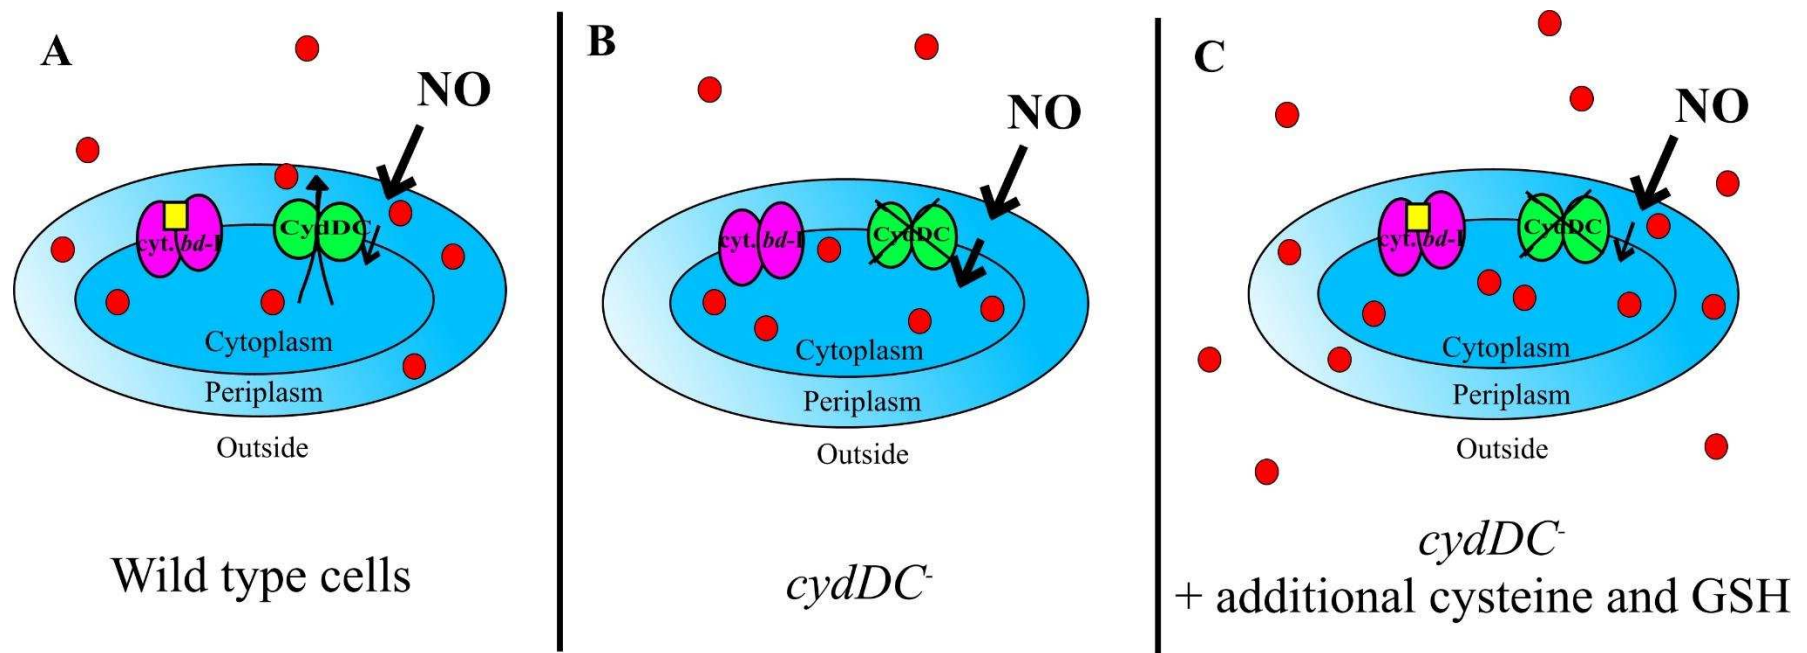 A
NO
cyt. bd-I
CydDC
Cytoplasm
Periplasm
Outside
Wild type cells
B
NO
cyt. bd-I
CydDC
Cytoplasm
Periplasm
Outside
cydDC-
C
NO
cyt. bd-I
CydDC
Cytoplasm
Periplasm
Outside
cydDC-
+ additional cysteine and GSH